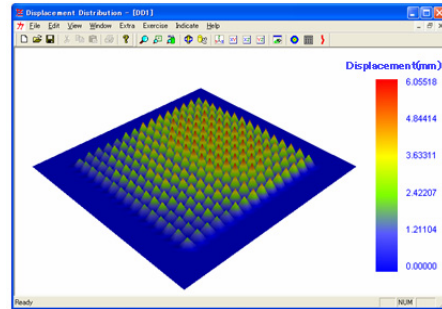 Displacement Distribution - [DD1]
File Edit View Window Extra Exercise Indicate Help
Displacement(mm)
6.05518
4.84414
3.63311
2.42207
1.21104
0.00000
Ready NUM